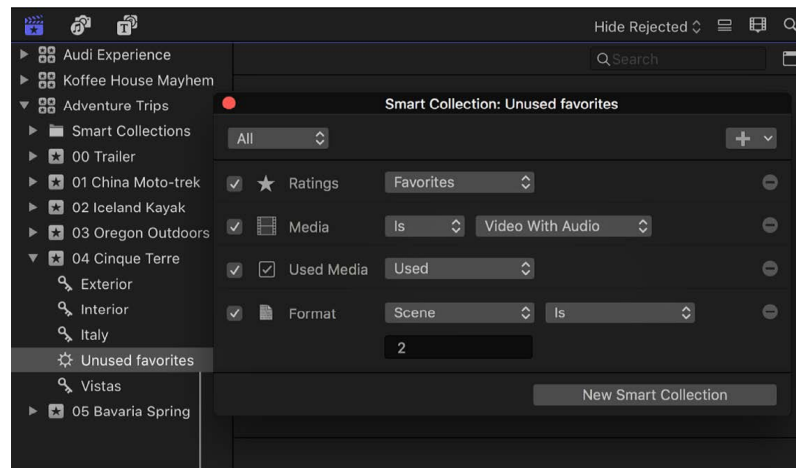 Hide Rejected
Search
Audi Experience
Koffee House Mayhem
Adventure Trips
Smart Collections
00 Trailer
01 China Moto-trek
02 Iceland Kayak
03 Oregon Outdoors
04 Cinque Terre
Exterior
Interior
Italy
Unused favorites
Vistas
05 Bavaria Spring
Smart Collection: Unused favorites
All
Ratings Favorites
Media Is Video With Audio
Used Media Used
Format Scene Is
2
New Smart Collection